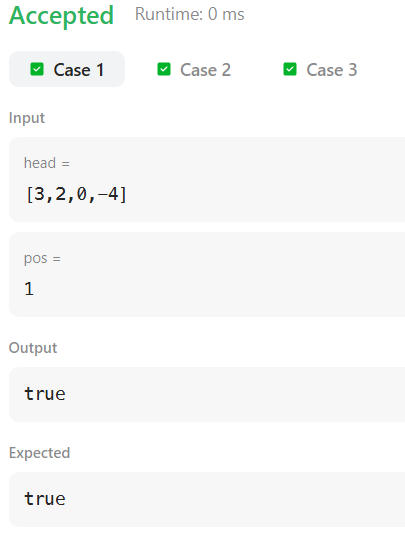 Accepted Runtime: 0 ms
Case 1 Case 2 Case 3
Input
head =
[3,2,0,-4]
pos =
1
Output
true
Expected
true